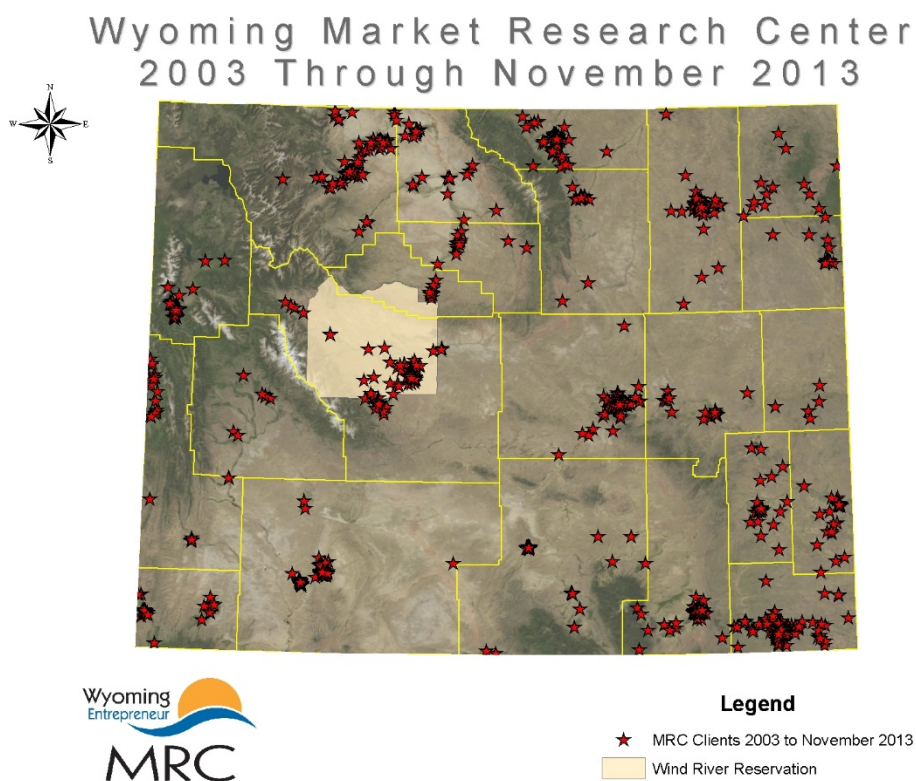 Wyoming Market Research Center
2003 Through November 2013
N
W
E
S
Wyoming
Entrepreneur
MRC
Legend
MRC Clients 2003 to November 2013
Wind River Reservation